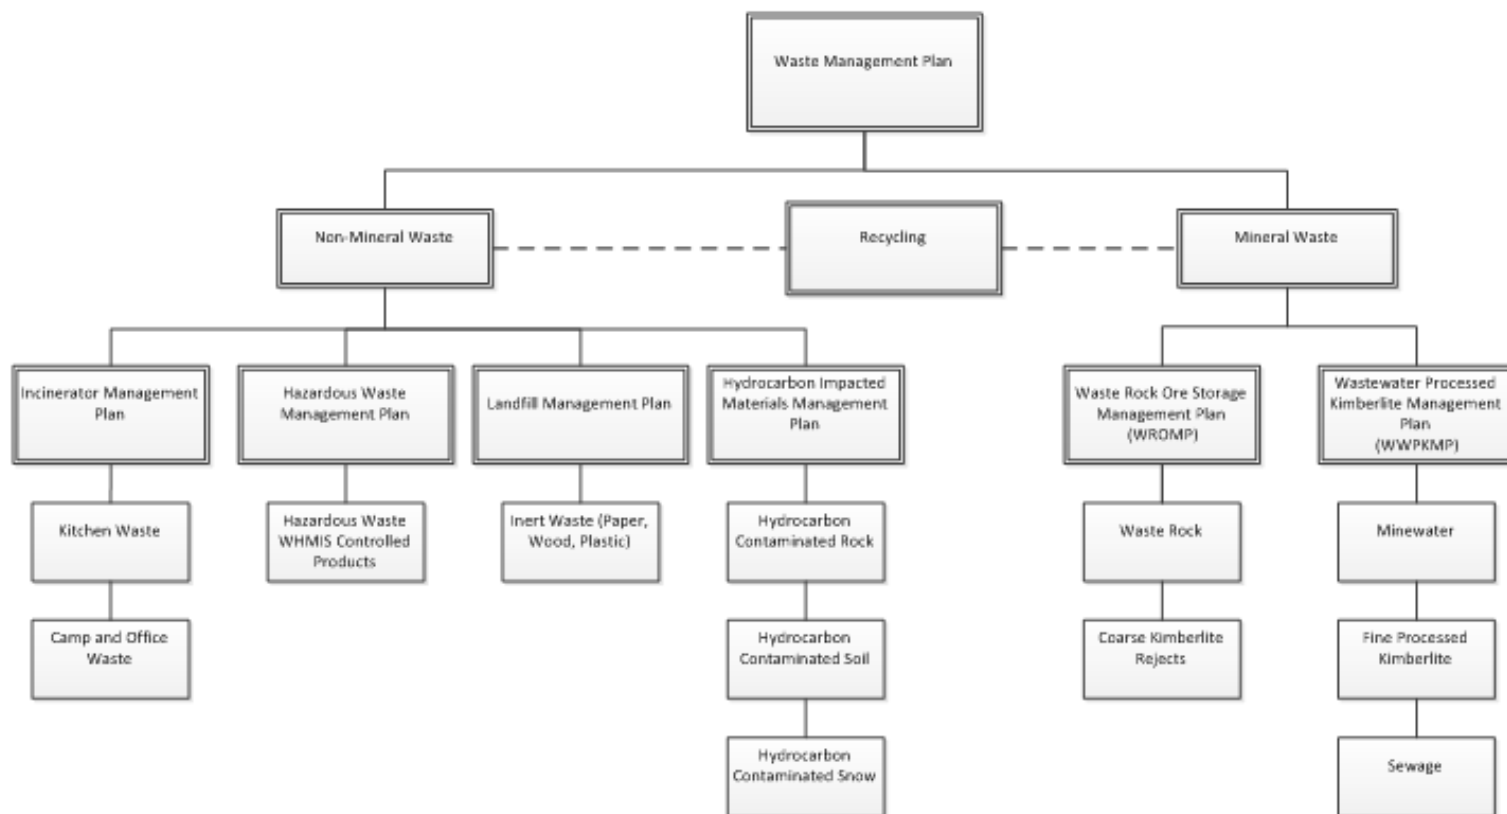 Waste Management Plan
Non-Mineral Waste
Recycling
Mineral Waste
Incinerator Management
Plan
Hazardous Waste
Management Plan
Landfill Management Plan
Hydrocarbon Impacted
Materials Management
Plan
Waste Rock Ore Storage
Management Plan
(WROMP)
Wastewater Processed
Kimberlite Management
Plan
(WWPKMP)
Kitchen Waste
Hazardous Waste
WHMIS Controlled
Products
Inert Waste (Paper,
Wood, Plastic)
Hydrocarbon
Contaminated Rock
Waste Rock
Minewater
Camp and Office
Waste
Hydrocarbon
Contaminated Soil
Coarse Kimberlite
Rejects
Fine Processed
Kimberlite
Hydrocarbon
Contaminated Snow
Sewage